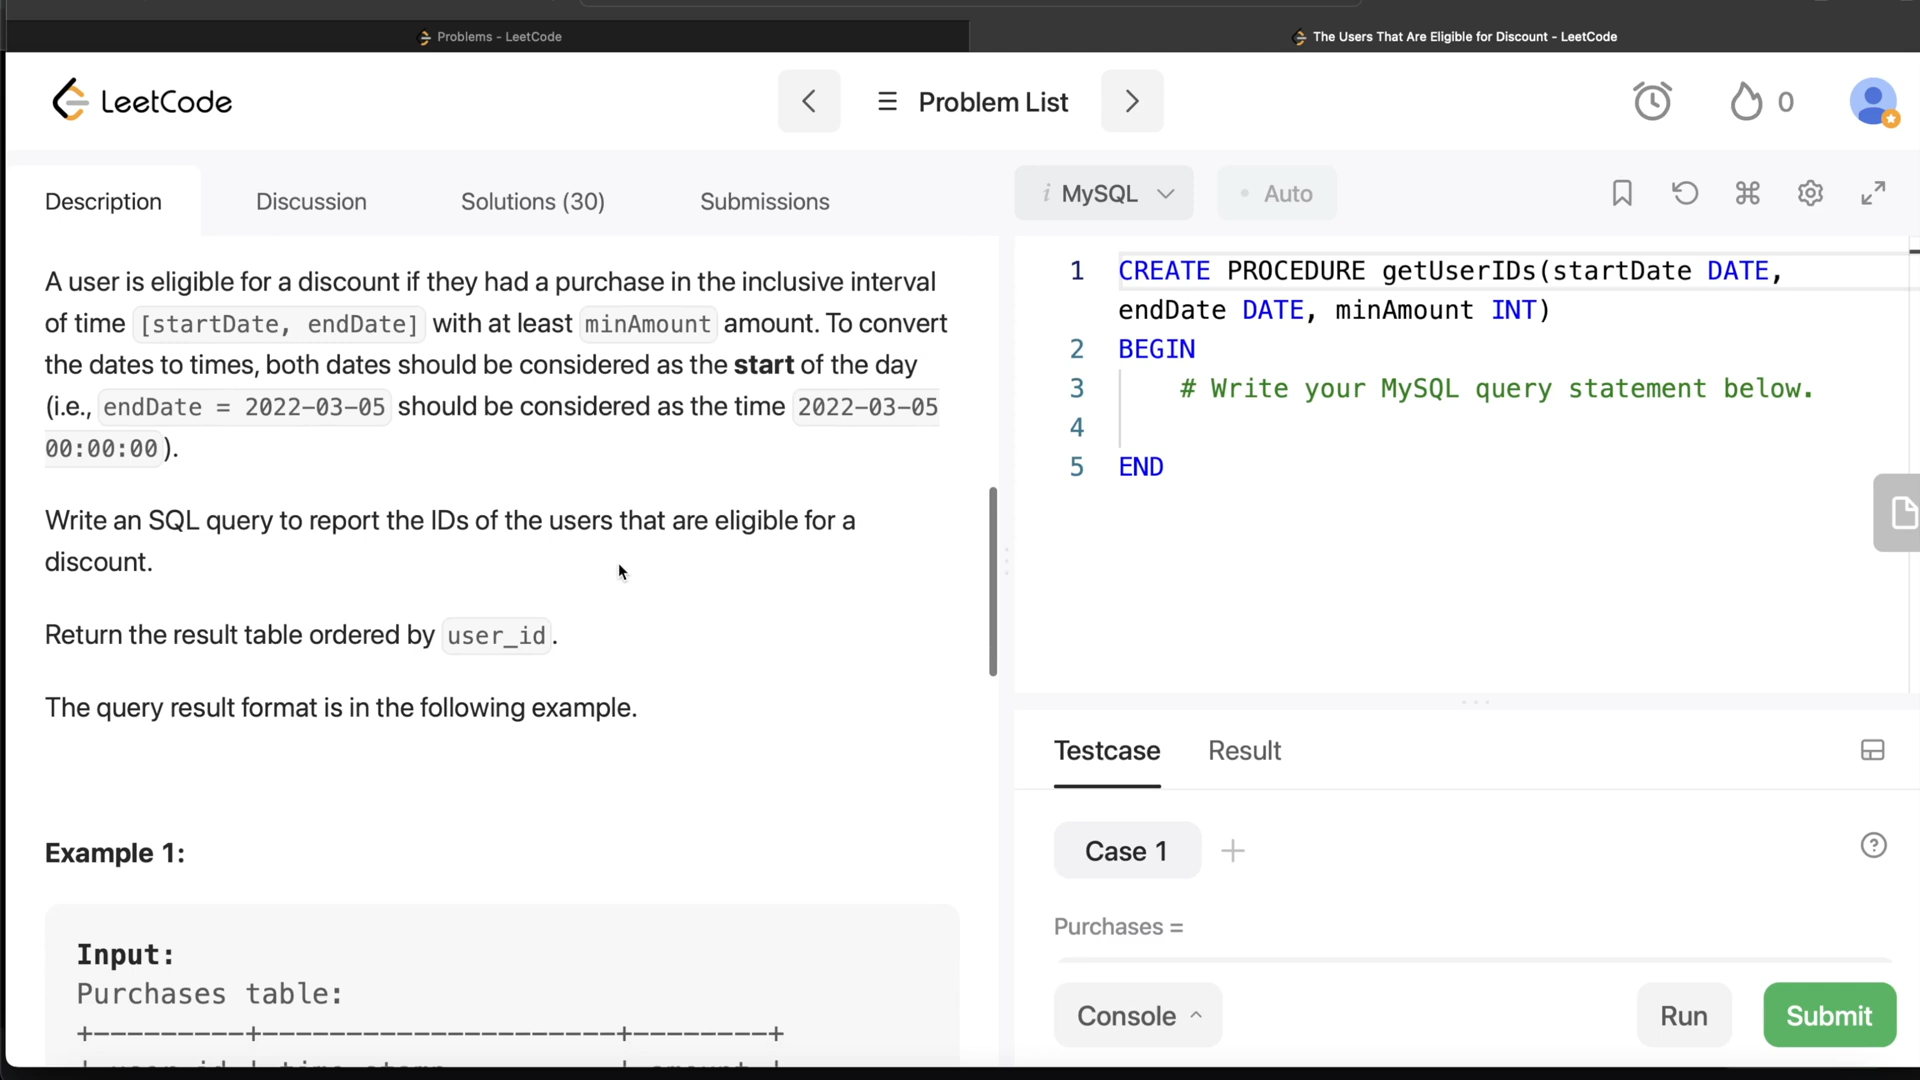 Problems - LeetCode
The Users That Are Eligible for Discount - LeetCode
LeetCode
Problem List
0
Description
Discussion
Solutions (30)
Submissions
A user is eligible for a discount if they had a purchase in the inclusive interval
of time [startDate, endDate] with at least minAmount amount. To convert
the dates to times, both dates should be considered as the start of the day
(i.e., endDate = 2022-03-05 should be considered as the time 2022-03-05
00:00:00).
Write an SQL query to report the IDs of the users that are eligible for a
discount.
Return the result table ordered by user_id.
The query result format is in the following example.
Example 1:
Input:
Purchases table:
+---------+---------------------+--------+
i MySQL
Auto
1 CREATE PROCEDURE getUserIDs(startDate DATE,
endDate DATE, minAmount INT)
2 BEGIN
3 # Write your MySQL query statement below.
4
5 END
Testcase
Result
Case 1
+
Purchases =
Console
Run
Submit